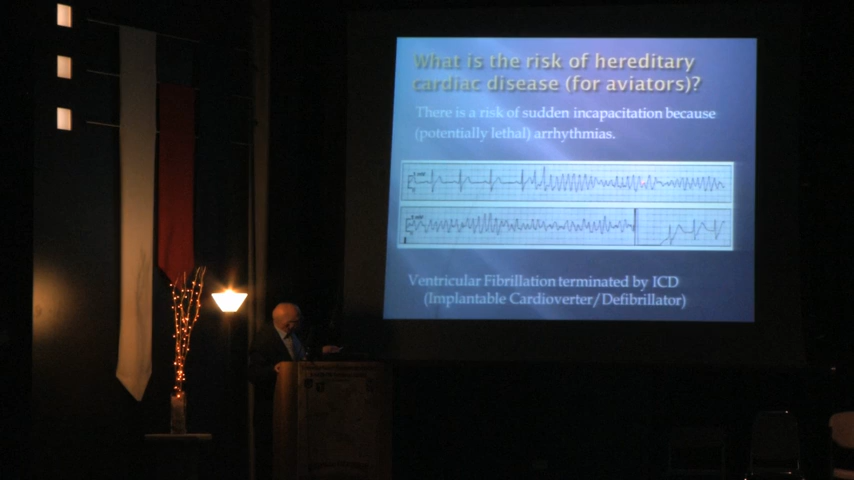 What is the risk of hereditary
cardiac disease (for aviators)?
There is a risk of sudden incapacitation because
(potentially lethal) arrhythmias.
Ventricular Fibrillation terminated by ICD
(Implantable Cardioverter/Defibrillator)